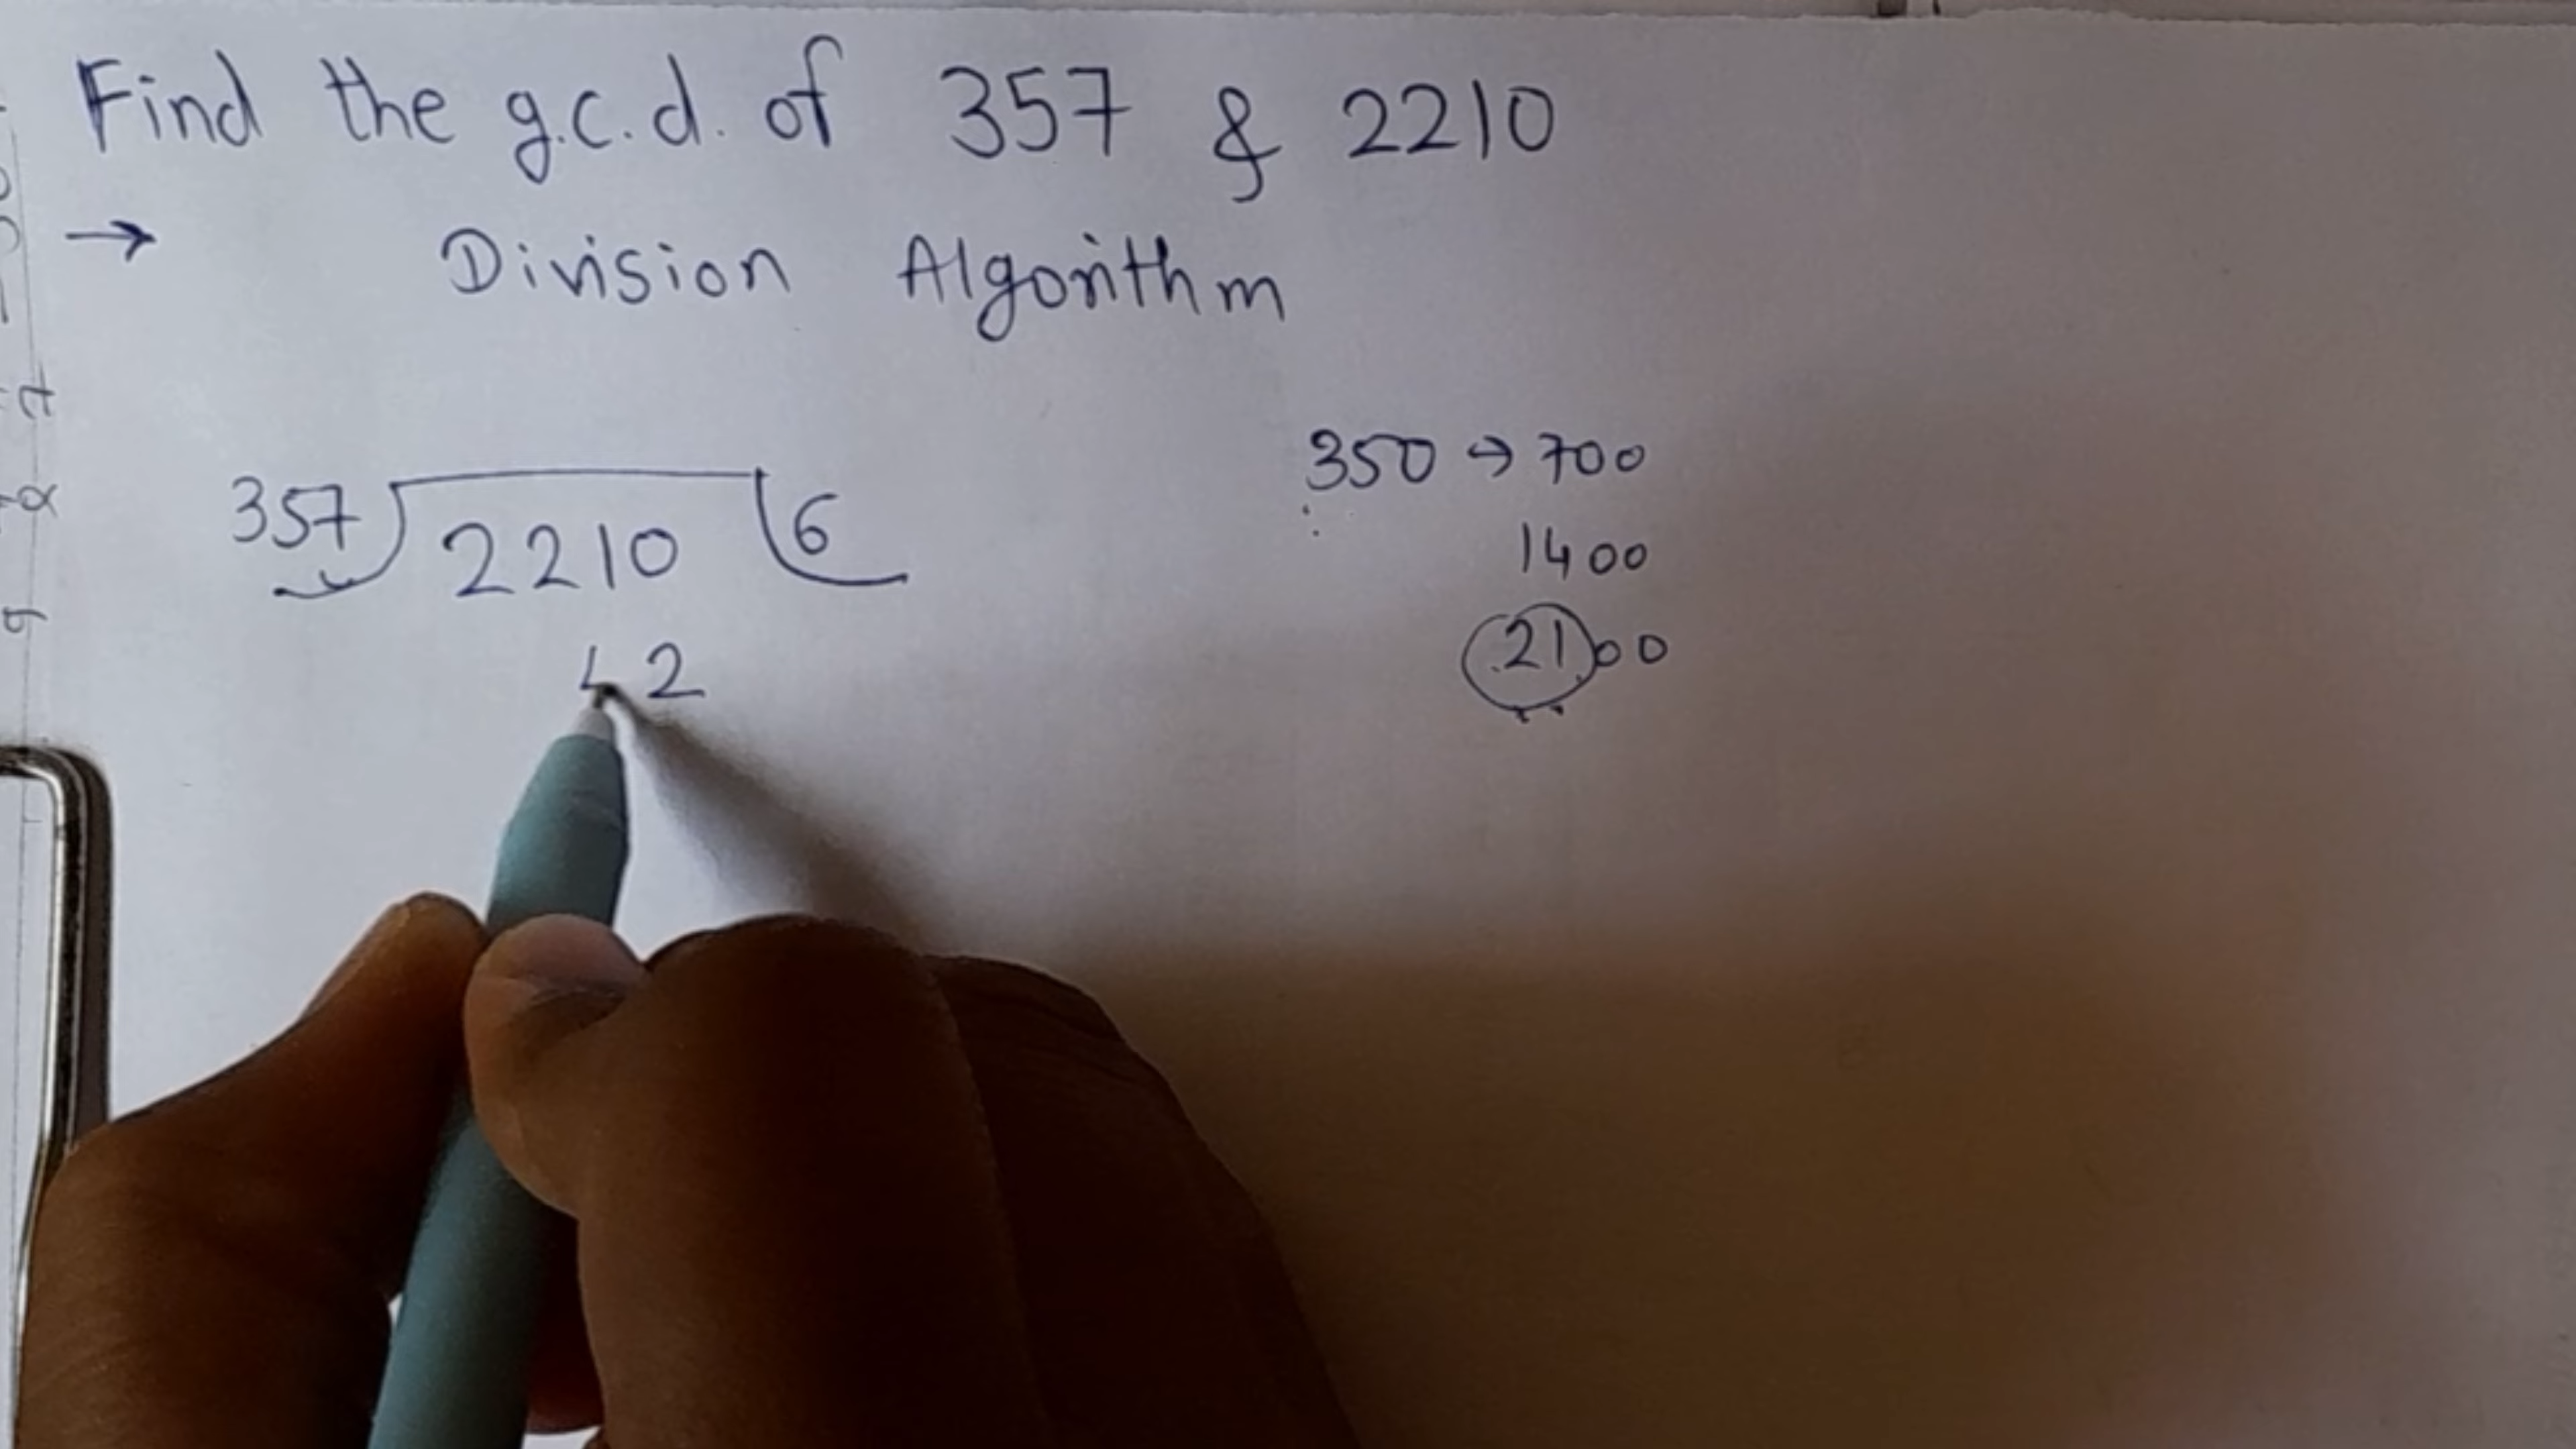 Find the g.c.d. of 357 & 2210
→ Division Algorithm
357 2210 6
42
350 → 700
1400
2100